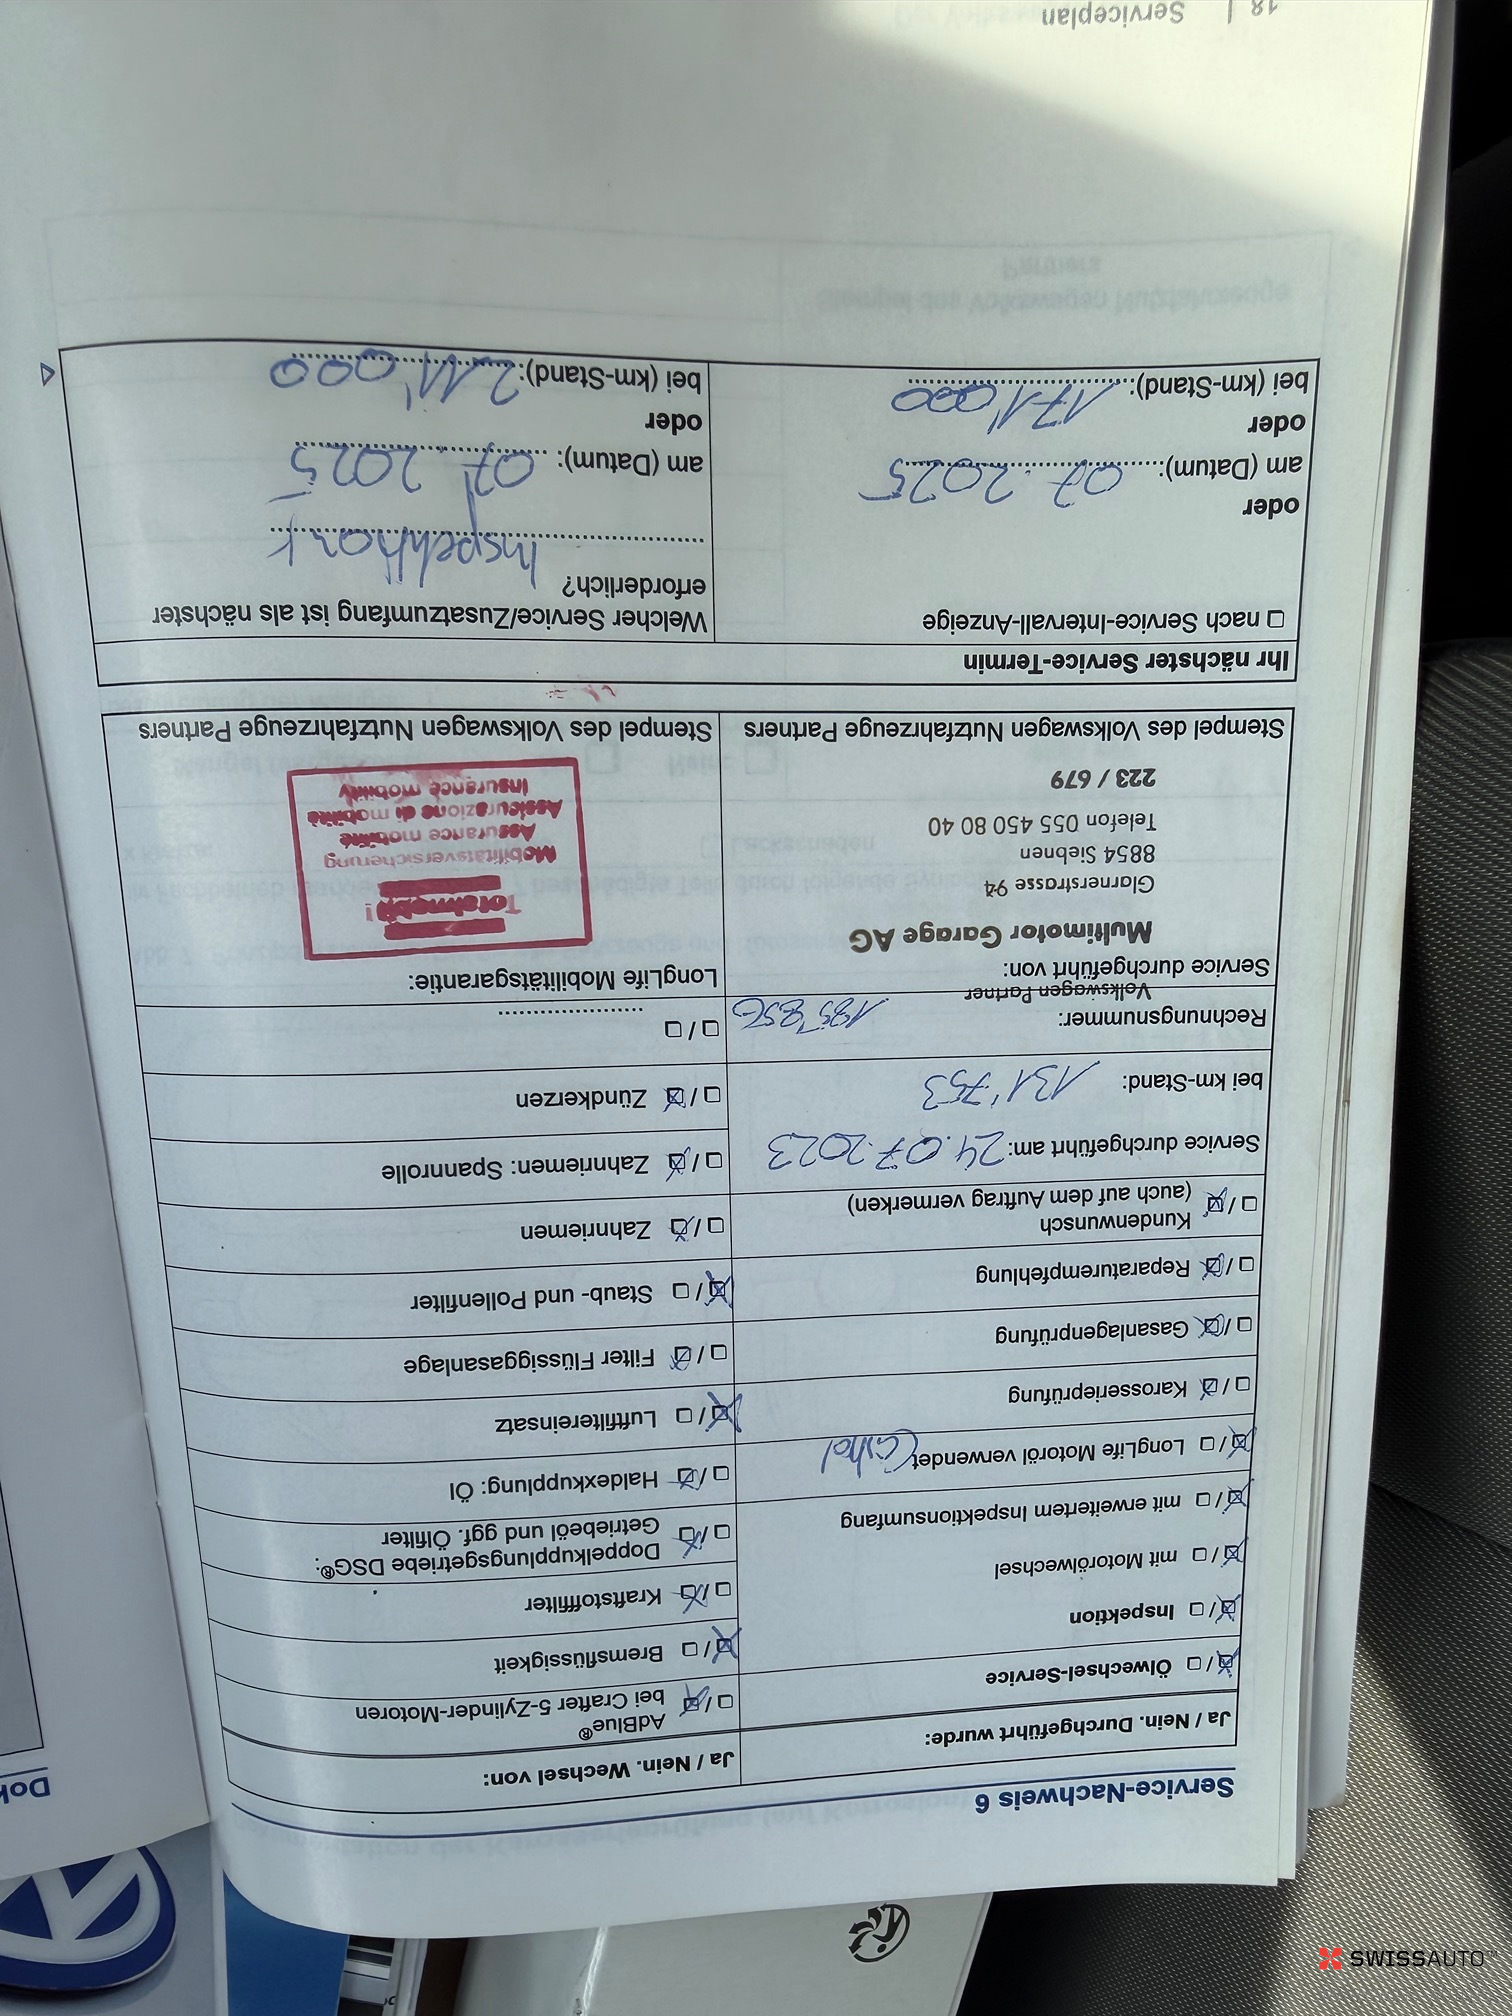 Service-Nachweis 6
Ja / Nein. Durchgeführt wurde:
Ölwechsel-Service
Inspektion
mit Motorölwechsel
mit erweitertem Inspektionsumfang
LongLife Motoröl verwendet
Karosserieprüfung
Gasanlagenprüfung
Reparaturempfehlung
Kundenwunsch
(auch auf dem Auftrag vermerken)
Service durchgeführt am: 24.07.2023
bei km-Stand: 131'753
Rechnungsnummer:
Volkswagen Partner
Service durchgeführt von:
Multimotor Garage AG
Glarnerstrasse 94
8854 Siebnen
Telefon 055 450 80 40
223 / 679
Stempel des Volkswagen Nutzfahrzeuge Partners
Ja / Nein. Wechsel von:
AdBlue®
bei Crafter 5-Zylinder-Motoren
Bremsflüssigkeit
Kraftstofffilter
Doppelkupplungsgetriebe DSG®:
Getriebeöl und ggf. Ölfilter
Haldexkupplung: Öl
Luftfiltereinsatz
Filter Flüssiggasanlage
Staub- und Pollenfilter
Zahnriemen
Zahnriemen: Spannrolle
Zündkerzen
LongLife Mobilitätsgarantie:
Totalmobil!
Mobilitätsversicherung
Assurance mobilité
Assicurazione di mobilità
Insurance mobility
Stempel des Volkswagen Nutzfahrzeuge Partners
Ihr nächster Service-Termin
nach Service-Intervall-Anzeige
oder
am (Datum): 07.2025
oder
bei (km-Stand): 171'000
Welcher Service/Zusatzumfang ist als nächster
erforderlich?
Inspektion
am (Datum): 07.2025
oder
bei (km-Stand): 211'000
18 | Serviceplan
Dok
SWISSAUTO™